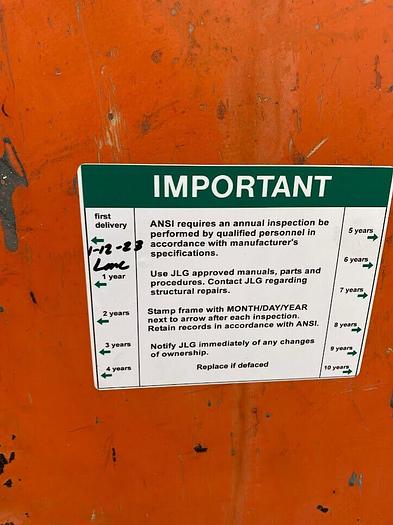 IMPORTANT
first
delivery
1-12-23
1 year
2 years
3 years
4 years
ANSI requires an annual inspection be
performed by qualified personnel in
accordance with manufacturer's
specifications.
Use JLG approved manuals, parts and
procedures. Contact JLG regarding
structural repairs.
Stamp frame with MONTH/DAY/YEAR
next to arrow after each inspection.
Retain records in accordance with ANSI.
Notify JLG immediately of any changes
of ownership.
Replace if defaced
5 years
6 years
7 years
8 years
9 years
10 years